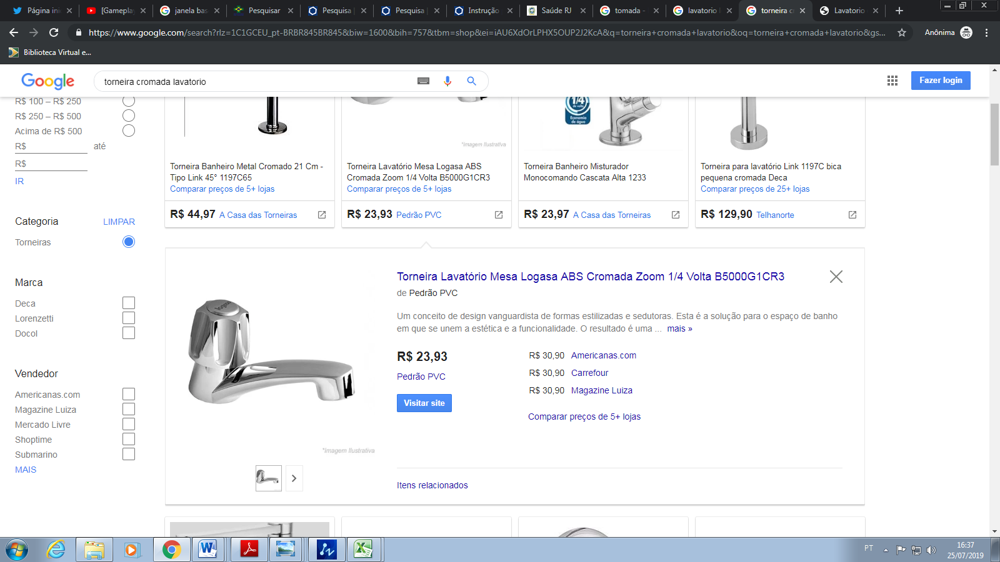 Página ini
[Gamepla
janela bas
Pesquisar
Pesquisa
Pesquisa
Instrução
Saúde RJ
tomada -
lavatorio
torneira c
Lavatorio
https://www.google.com/search?rlz=1C1GCEU_pt-BRBR845BR845&biw=1600&bih=757&tbm=shop&ei=iAU6XdOrLPHX5OUP2J2KcA&q=torneira+cromada+lavatorio&oq=torneira+cromada+lavatorio&gs...
Anônima
Biblioteca Virtual e...
Google
torneira cromada lavatorio
Fazer login
R$ 100 – R$ 250
R$ 250 – R$ 500
Acima de R$ 500
R$ até
R$
IR
Categoria LIMPAR
Torneiras
Marca
Deca
Lorenzetti
Docol
Vendedor
Americanas.com
Magazine Luiza
Mercado Livre
Shoptime
Submarino
MAIS
Torneira Banheiro Metal Cromado 21 Cm -
Tipo Link 45° 1197C65
Comparar preços de 5+ lojas
R$ 44,97 A Casa das Torneiras
*Imagem Ilustrativa
Torneira Lavatório Mesa Logasa ABS
Cromada Zoom 1/4 Volta B5000G1CR3
Comparar preços de 5+ lojas
R$ 23,93 Pedrão PVC
1/4
de volta
Economia
de água
Torneira Banheiro Misturador
Monocomando Cascata Alta 1233
R$ 23,97 A Casa das Torneiras
Torneira para lavatório Link 1197C bica
pequena cromada Deca
Comparar preços de 25+ lojas
R$ 129,90 Telhanorte
logasa
*Imagem Ilustrativa
Torneira Lavatório Mesa Logasa ABS Cromada Zoom 1/4 Volta B5000G1CR3
de Pedrão PVC
Um conceito de design vanguardista de formas estilizadas e sedutoras. Esta é a solução para o espaço de banho
em que se unem a estética e a funcionalidade. O resultado é uma ... mais »
R$ 23,93
Pedrão PVC
Visitar site
R$ 30,90 Americanas.com
R$ 30,90 Carrefour
R$ 30,90 Magazine Luiza
Comparar preços de 5+ lojas
Itens relacionados
PT
16:37
25/07/2019